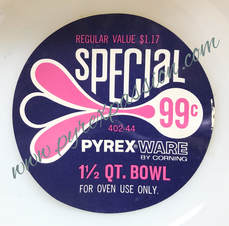 REGULAR VALUE $1.17
SPECIAL
99¢
402-44
PYREX® WARE
BY CORNING
1½ QT. BOWL
FOR OVEN USE ONLY.
www.pyrexpassion.com